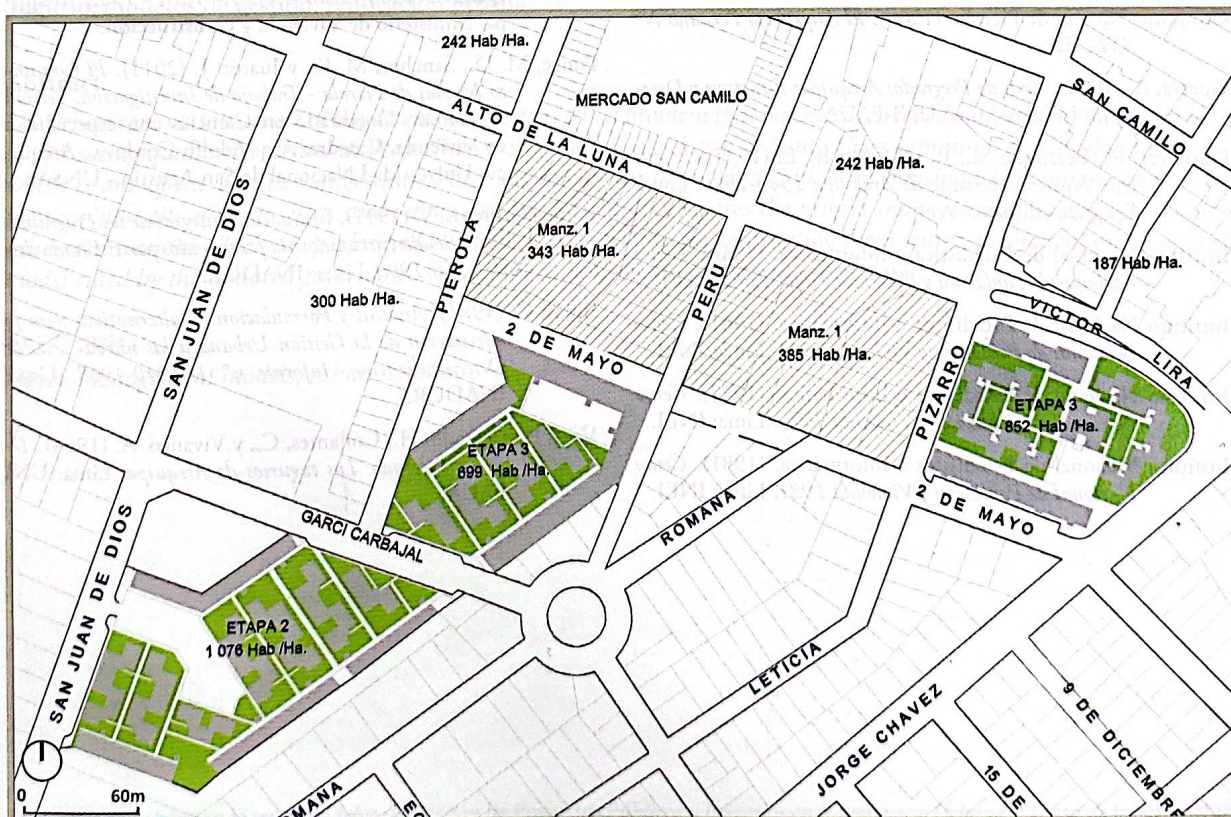 242 Hab /Ha.
MERCADO SAN CAMILO
SAN CAMILO
ALTO DE LA LUNA
242 Hab /Ha.
SAN JUAN DE DIOS
Manz. 1
343 Hab /Ha.
187 Hab /Ha.
PIEROLA
300 Hab /Ha.
PERU
VICTOR LIRA
2 DE MAYO
Manz. 1
385 Hab /Ha.
PIZARRO
ETAPA 3
852 Hab /Ha.
ETAPA 3
699 Hab /Ha.
2 DE MAYO
ROMANA
GARCI CARBAJAL
SAN JUAN DE DIOS
ETAPA 2
1 076 Hab /Ha.
LETICIA
JORGE CHAVEZ
9 DE DICIEMBRE
15 DE
0
60m
OMANA